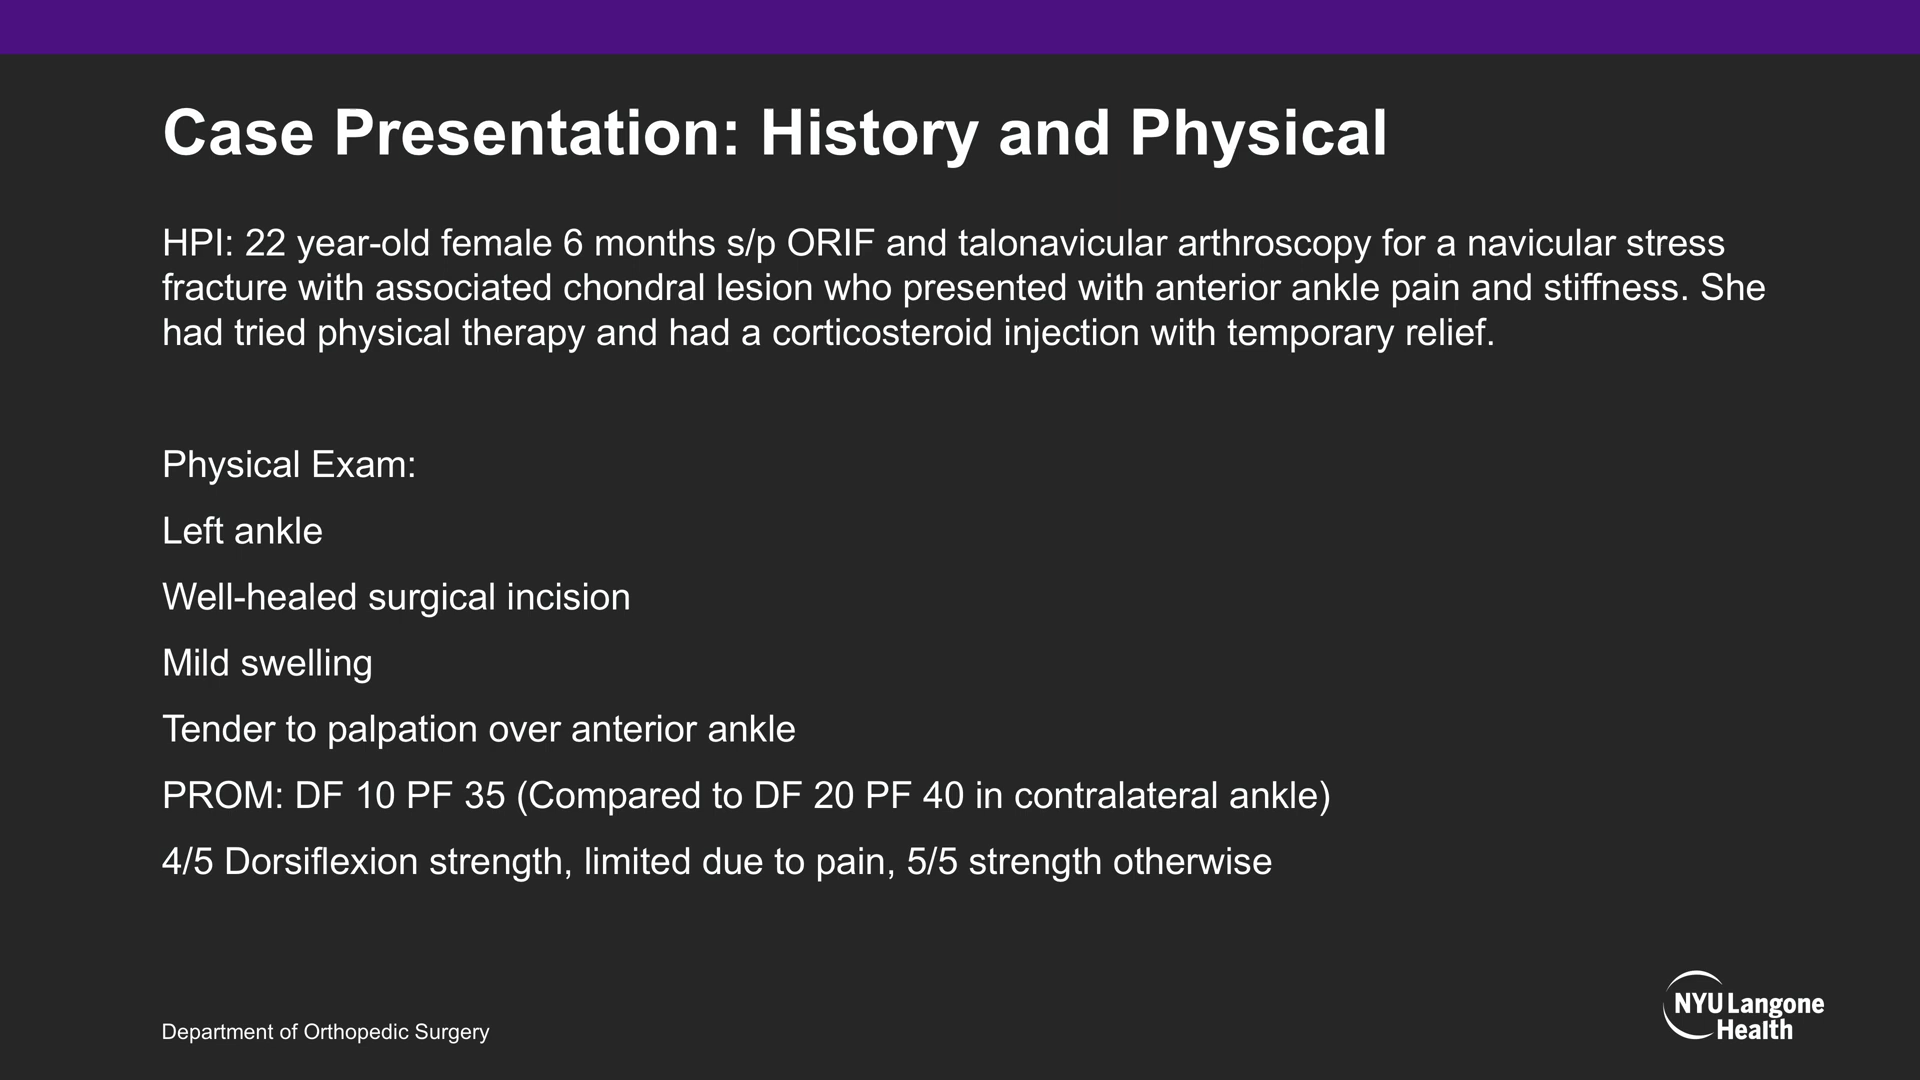 Case Presentation: History and Physical
HPI: 22 year-old female 6 months s/p ORIF and talonavicular arthroscopy for a navicular stress
fracture with associated chondral lesion who presented with anterior ankle pain and stiffness. She
had tried physical therapy and had a corticosteroid injection with temporary relief.
Physical Exam:
Left ankle
Well-healed surgical incision
Mild swelling
Tender to palpation over anterior ankle
PROM: DF 10 PF 35 (Compared to DF 20 PF 40 in contralateral ankle)
4/5 Dorsiflexion strength, limited due to pain, 5/5 strength otherwise
Department of Orthopedic Surgery
NYU Langone
Health